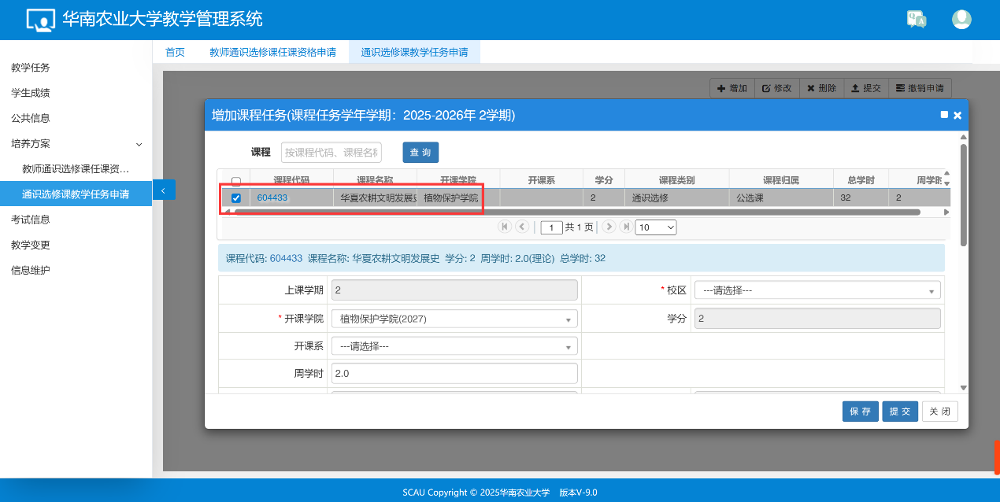 华南农业大学教学管理系统
首页 教师通识选修课任课资格申请 通识选修课教学任务申请
教学任务
学生成绩
公共信息
培养方案
教师通识选修课任课资...
通识选修课教学任务申请
考试信息
教学变更
信息维护
增加 修改 删除 提交 撤销申请
增加课程任务(课程任务学年学期：2025-2026年 2学期)
课程 按课程代码、课程名称 查 询
课程代码 课程名称 开课学院 开课系 学分 课程类别 课程归属 总学时 周学时
604433 华夏农耕文明发展史 植物保护学院 2 通识选修 公选课 32 2
1 共 1 页 10
课程代码: 604433 课程名称: 华夏农耕文明发展史 学分: 2 周学时: 2.0(理论) 总学时: 32
上课学期 2 * 校区 ---请选择---
* 开课学院 植物保护学院(2027) 学分 2
开课系 ---请选择---
周学时 2.0
保 存 提 交 关 闭
SCAU Copyright © 2025华南农业大学 版本V-9.0